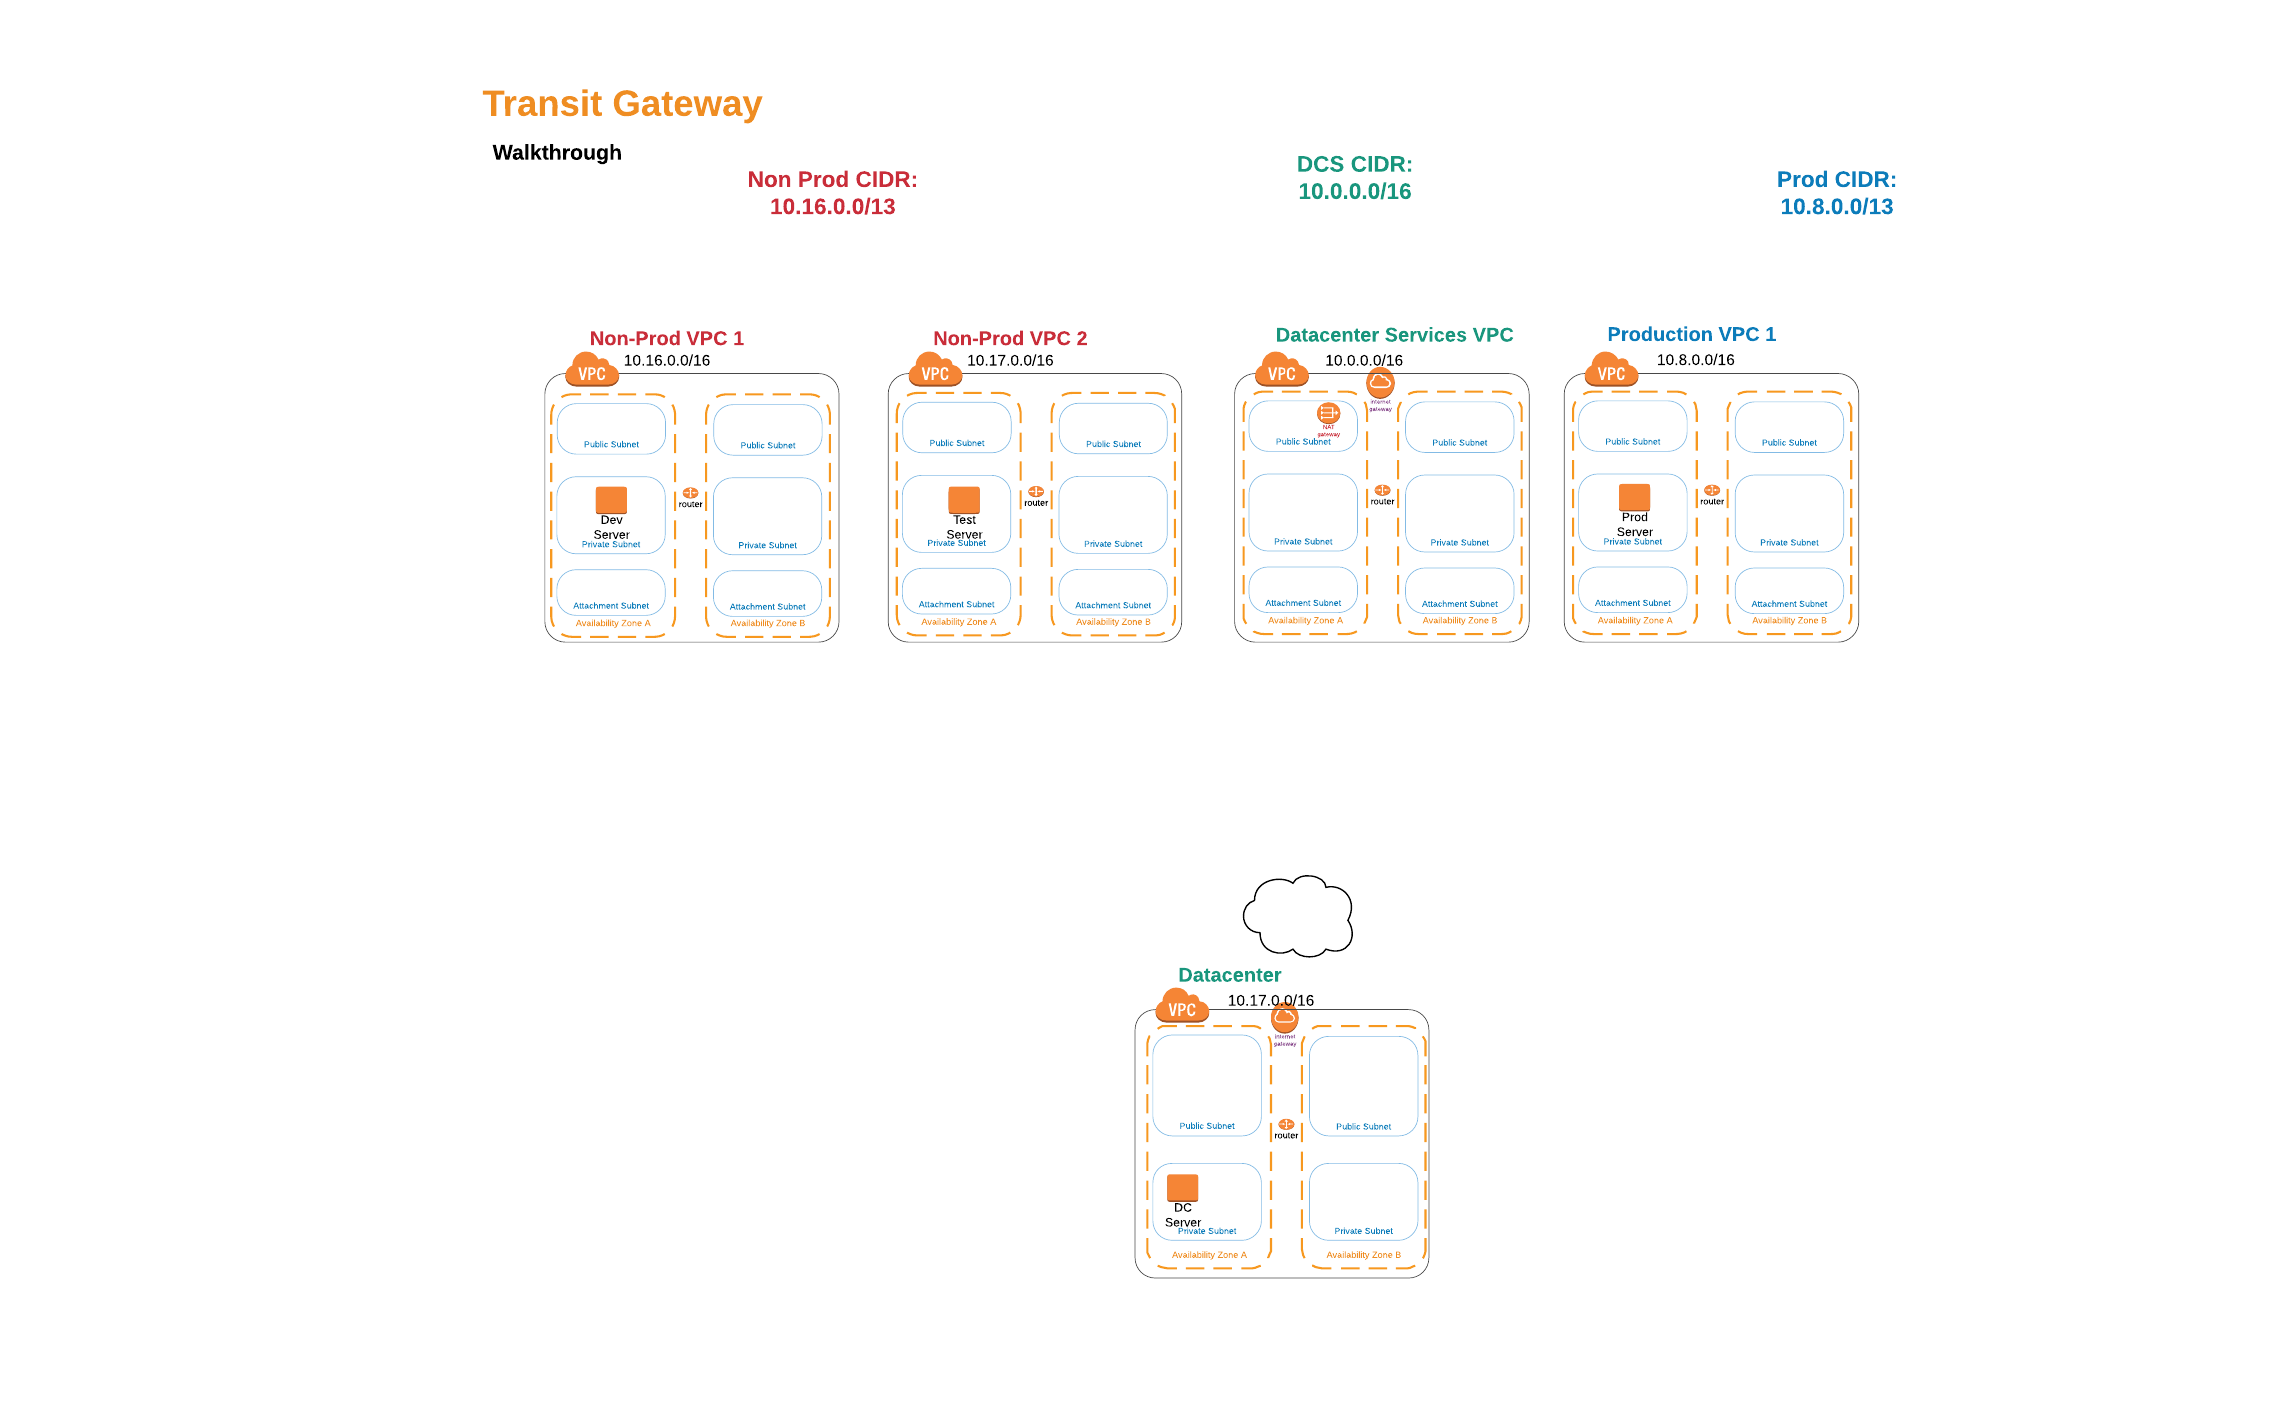 Transit Gateway
Walkthrough
Non Prod CIDR:
10.16.0.0/13
DCS CIDR:
10.0.0.0/16
Prod CIDR:
10.8.0.0/13
Non-Prod VPC 1
10.16.0.0/16
VPC
Public Subnet
Public Subnet
Dev
Server
Private Subnet
router
Private Subnet
Attachment Subnet
Attachment Subnet
Availability Zone A
Availability Zone B
Non-Prod VPC 2
10.17.0.0/16
VPC
Public Subnet
Public Subnet
Test
Server
Private Subnet
router
Private Subnet
Attachment Subnet
Attachment Subnet
Availability Zone A
Availability Zone B
Datacenter Services VPC
10.0.0.0/16
VPC
internet
gateway
NAT
gateway
Public Subnet
Public Subnet
router
Private Subnet
Private Subnet
Attachment Subnet
Attachment Subnet
Availability Zone A
Availability Zone B
Production VPC 1
10.8.0.0/16
VPC
Public Subnet
Public Subnet
Prod
Server
Private Subnet
router
Private Subnet
Attachment Subnet
Attachment Subnet
Availability Zone A
Availability Zone B
Datacenter
10.17.0.0/16
VPC
internet
gateway
Public Subnet
Public Subnet
router
DC
Server
Private Subnet
Private Subnet
Availability Zone A
Availability Zone B